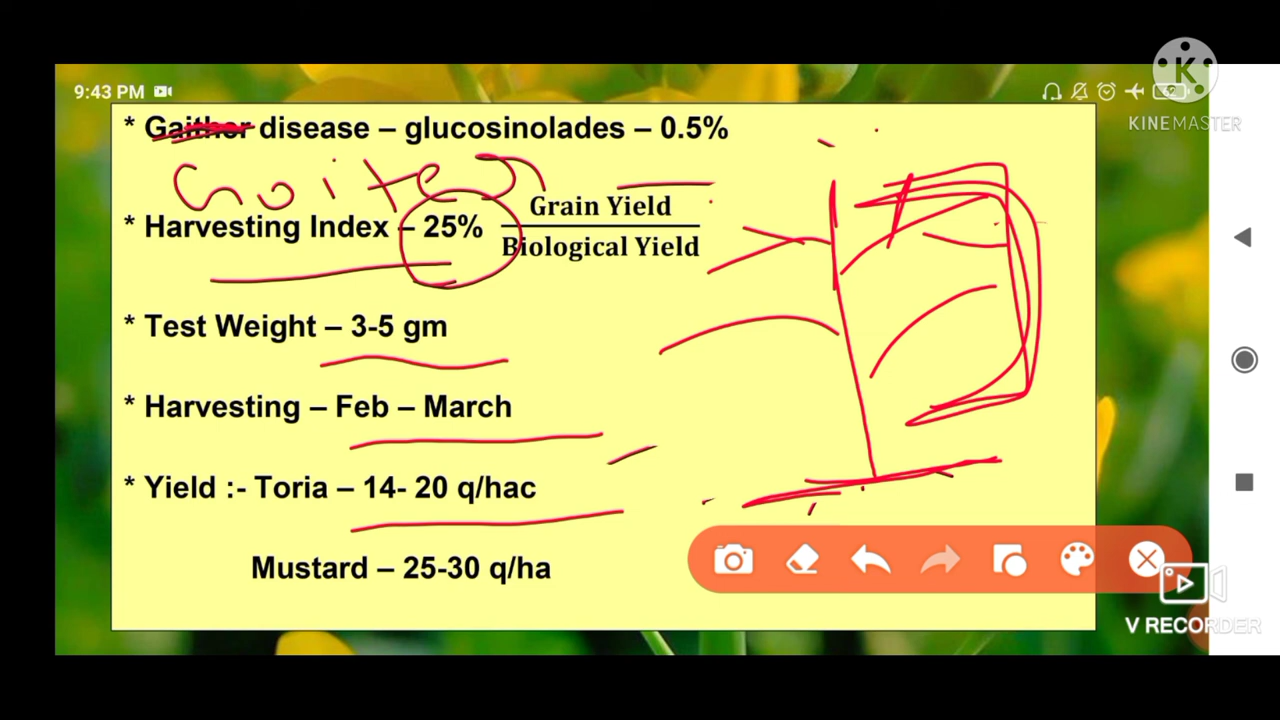 9:43 PM
62
K
KINEMASTER
* Gaither disease – glucosinolades – 0.5%
Goiter
* Harvesting Index – 25% Grain Yield
Biological Yield
* Test Weight – 3-5 gm
* Harvesting – Feb – March
* Yield :- Toria – 14- 20 q/hac
Mustard – 25-30 q/ha
V RECORDER